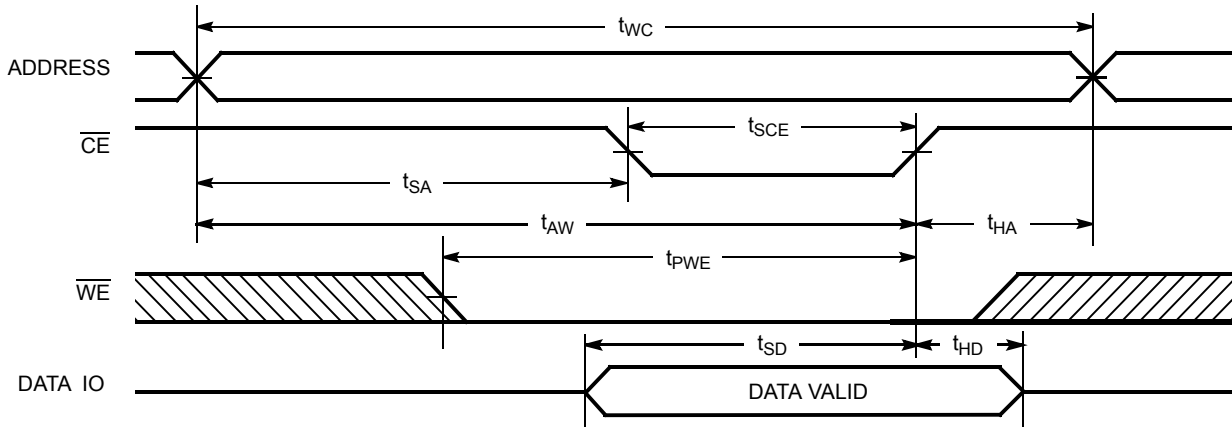 tWC
ADDRESS
CE
tSCE
tSA
tAW
tHA
tPWE
WE
tSD
tHD
DATA IO
DATA VALID